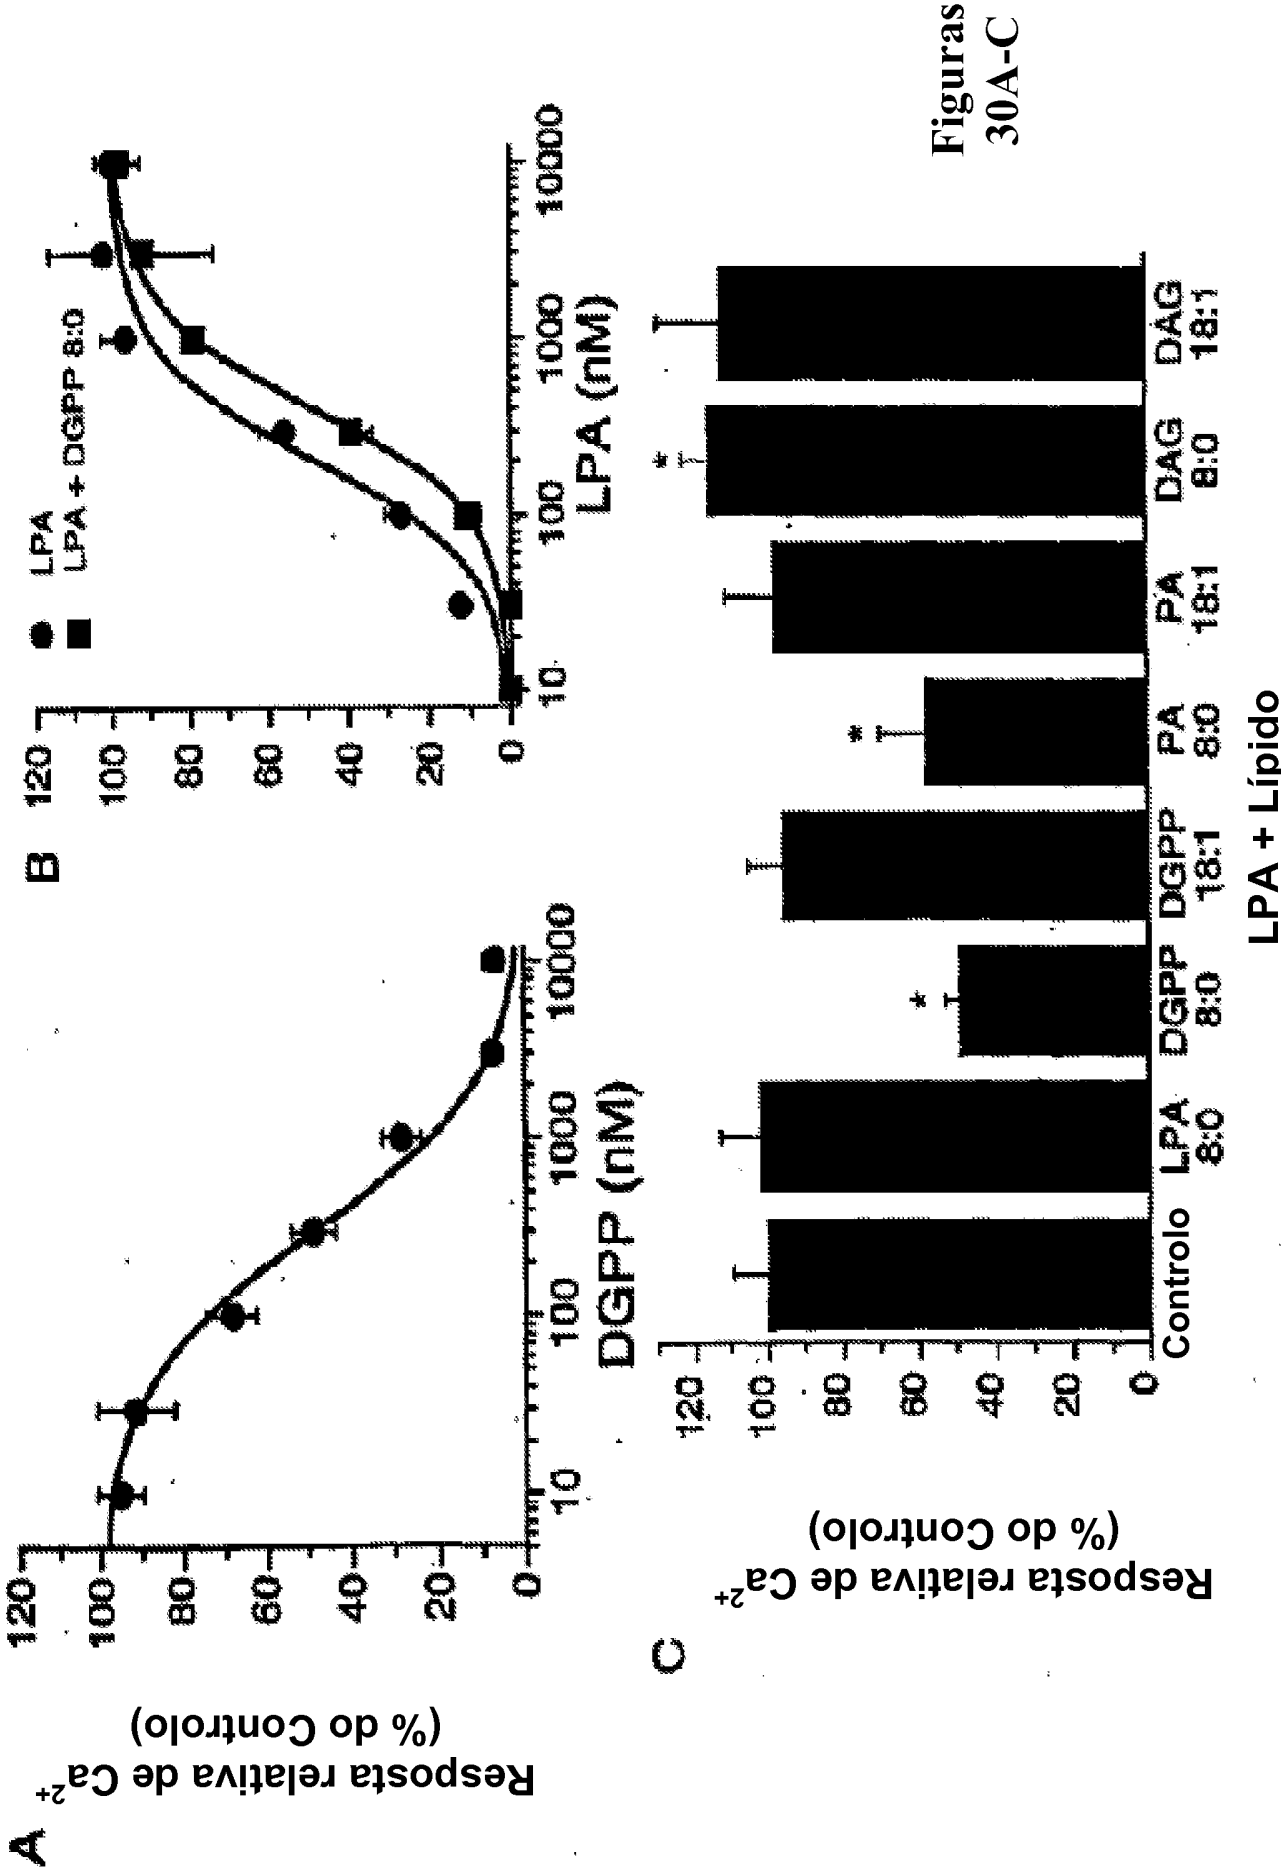 A
Resposta relativa de Ca²⁺
(% do Controlo)
120
100
80
60
40
20
0
10
100
1000
10000
DGPP (nM)
B
120
100
80
60
40
20
0
LPA
LPA + DGPP 8:0
10
100
1000
10000
LPA (nM)
C
Resposta relativa de Ca²⁺
(% do Controlo)
120
100
80
60
40
20
0
*
*
*
Controlo
LPA
8:0
DGPP
8:0
DGPP
18:1
PA
8:0
PA
18:1
DAG
8:0
DAG
18:1
LPA + Lípido
Figuras
30A-C